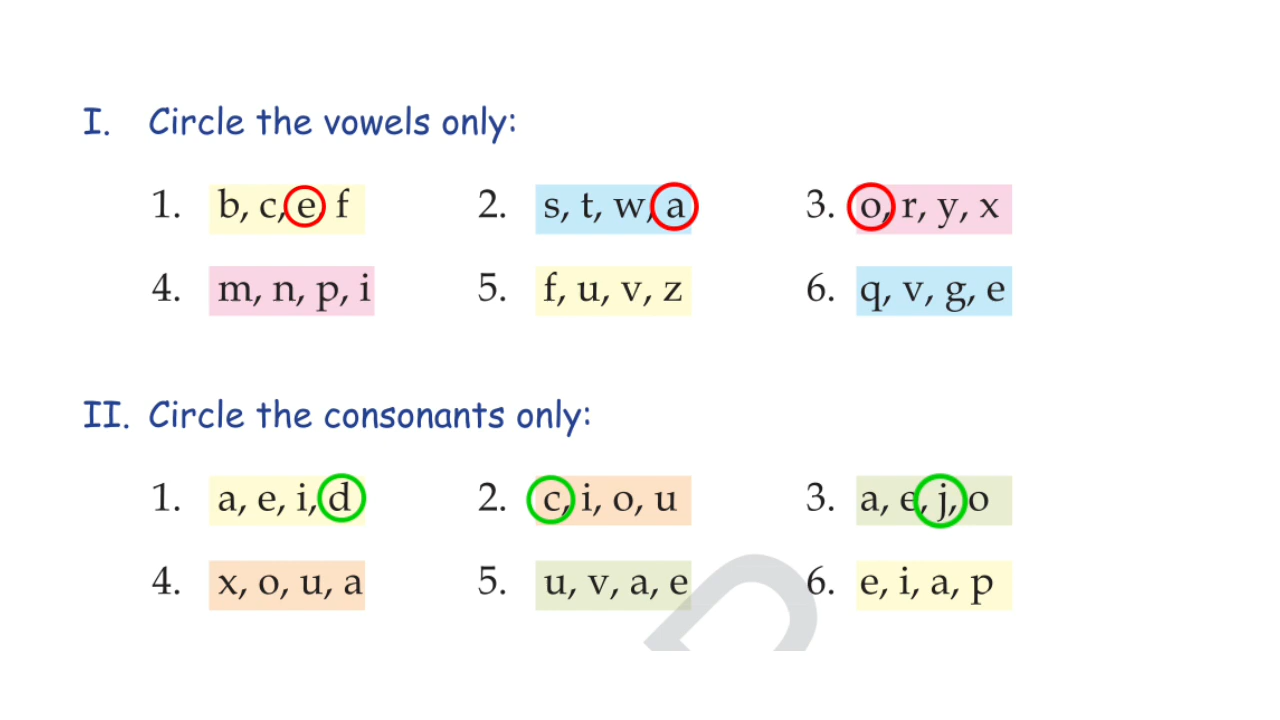 I. Circle the vowels only:
1. b, c, e, f 2. s, t, w, a 3. o, r, y, x
4. m, n, p, i 5. f, u, v, z 6. q, v, g, e
II. Circle the consonants only:
1. a, e, i, d 2. c, i, o, u 3. a, e, j, o
4. x, o, u, a 5. u, v, a, e 6. e, i, a, p